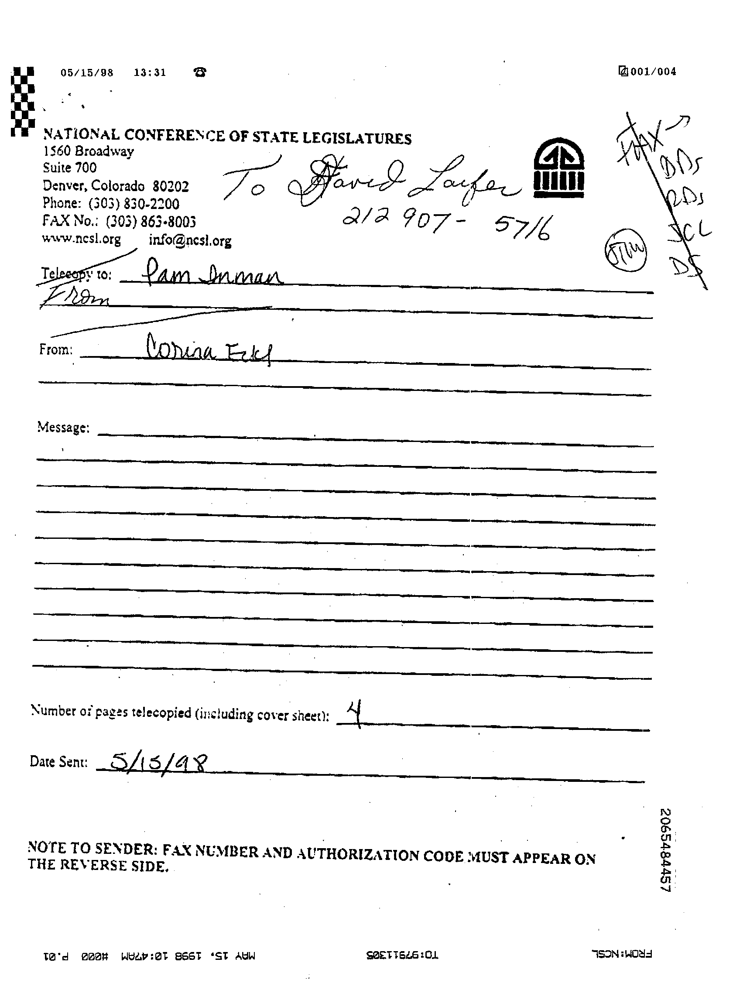 05/15/98 13:31 ☎ 001/004
NATIONAL CONFERENCE OF STATE LEGISLATURES
1560 Broadway
Suite 700
Denver, Colorado 80202
Phone: (303) 830-2200
FAX No.: (303) 863-8003
www.ncsl.org info@ncsl.org
To David
212 907- 5716
FAX →
DDs
RDs
JCL
DS
Telecopy to: Pam Inman
From
From: Corina Eckl
Message:
Number of pages telecopied (including cover sheet): 4
Date Sent: 5/15/98
NOTE TO SENDER: FAX NUMBER AND AUTHORIZATION CODE MUST APPEAR ON
THE REVERSE SIDE.
2065484457
FROM:NCSL TO:97911305 MAY 15. 1998 10:47AM #000 P.01